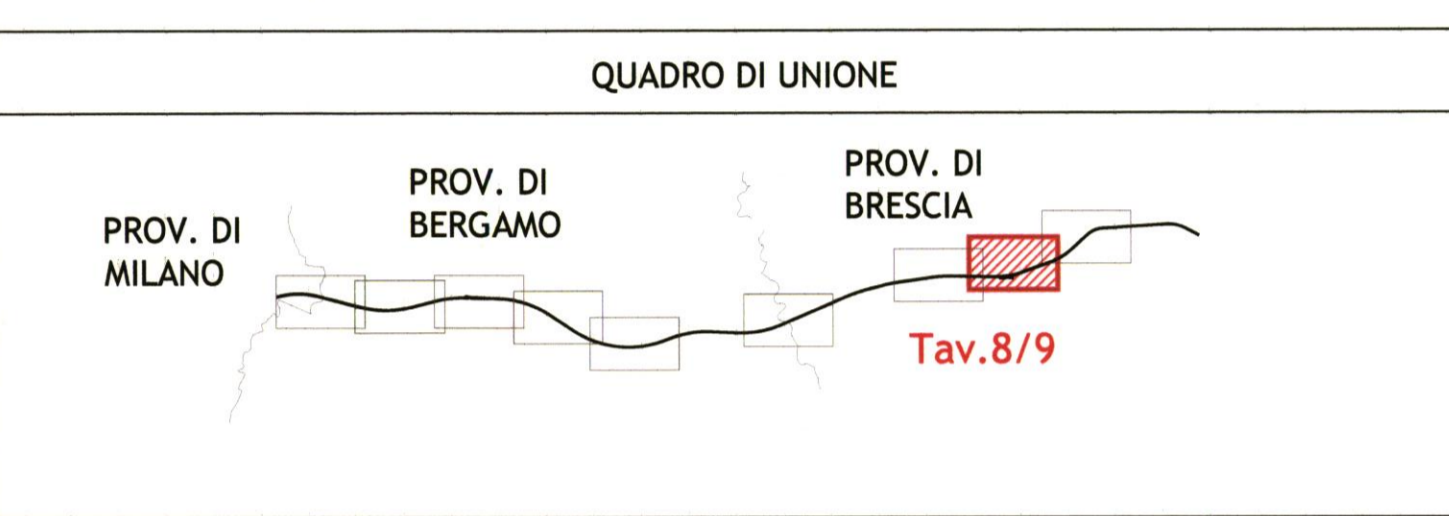 QUADRO DI UNIONE
PROV. DI
MILANO
PROV. DI
BERGAMO
PROV. DI
BRESCIA
Tav.8/9